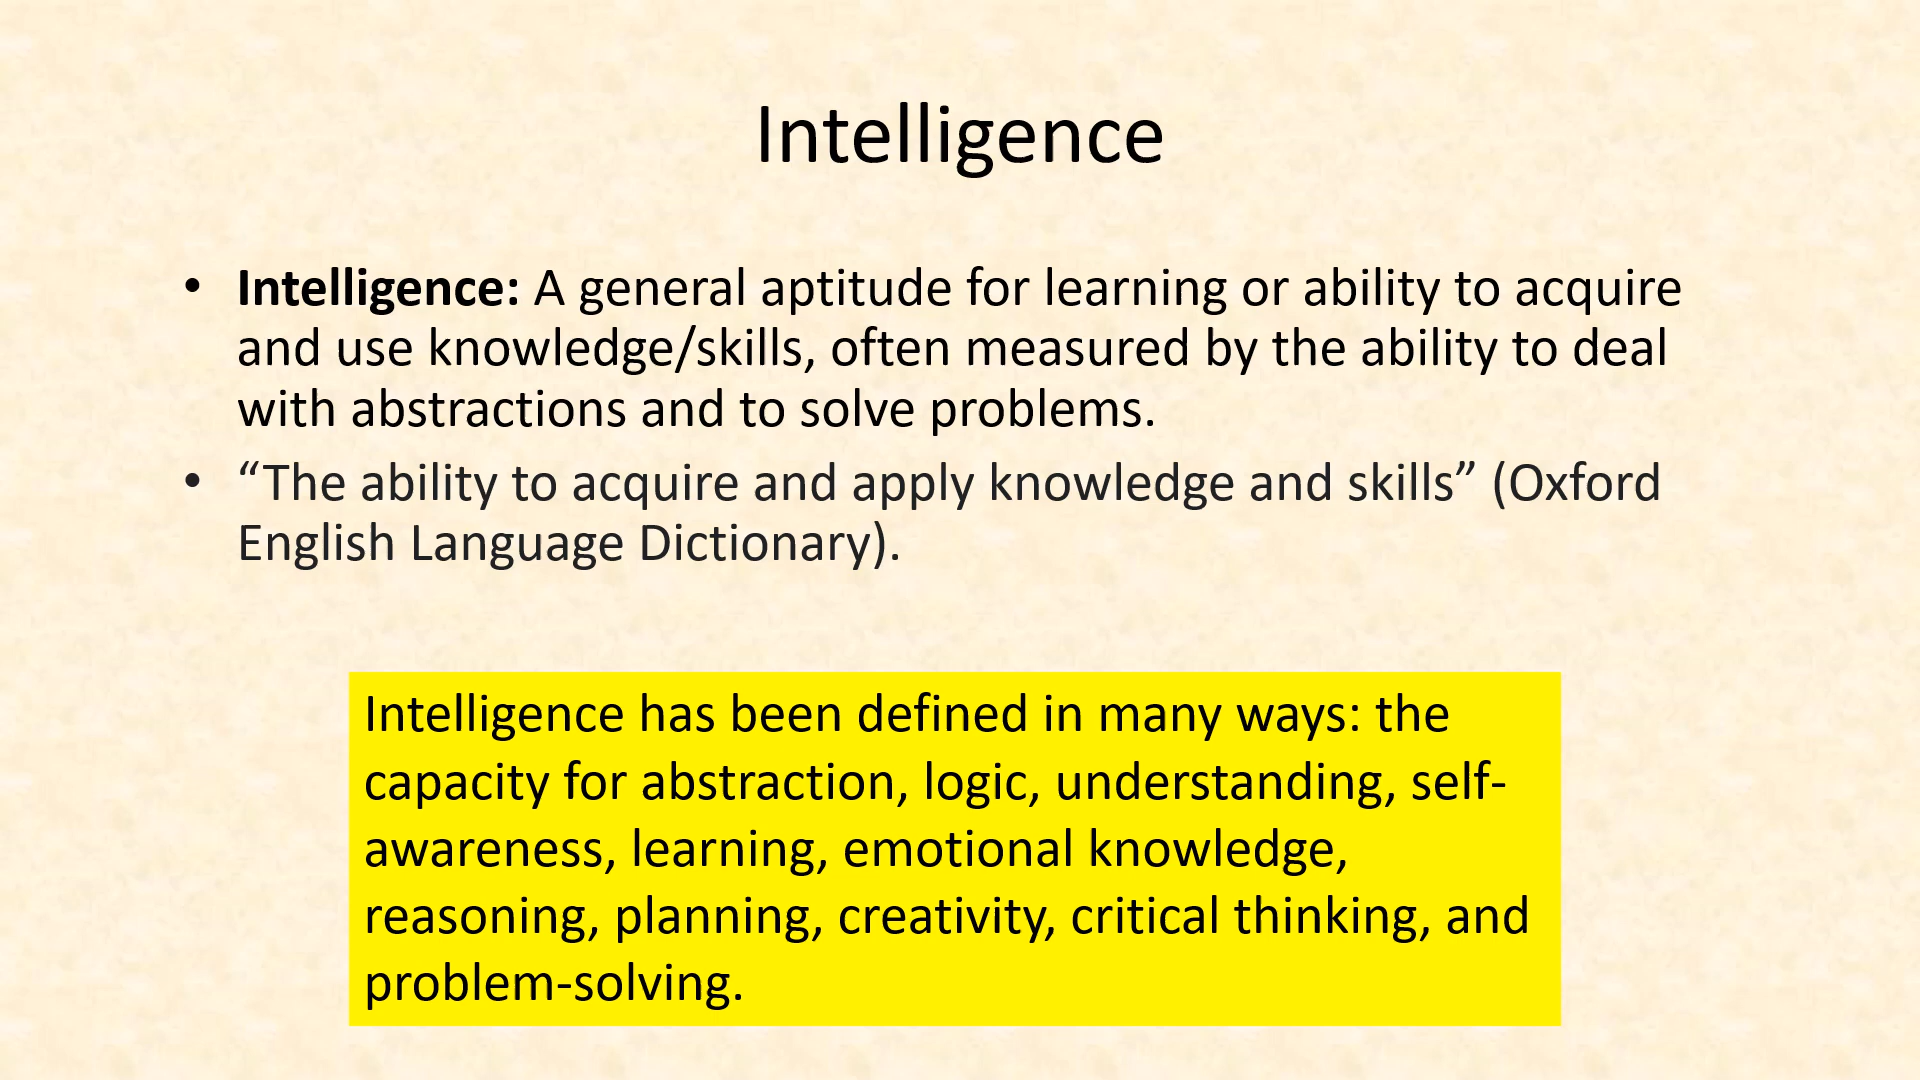 Intelligence
• Intelligence: A general aptitude for learning or ability to acquire
and use knowledge/skills, often measured by the ability to deal
with abstractions and to solve problems.
• “The ability to acquire and apply knowledge and skills” (Oxford
English Language Dictionary).
Intelligence has been defined in many ways: the
capacity for abstraction, logic, understanding, self-
awareness, learning, emotional knowledge,
reasoning, planning, creativity, critical thinking, and
problem-solving.